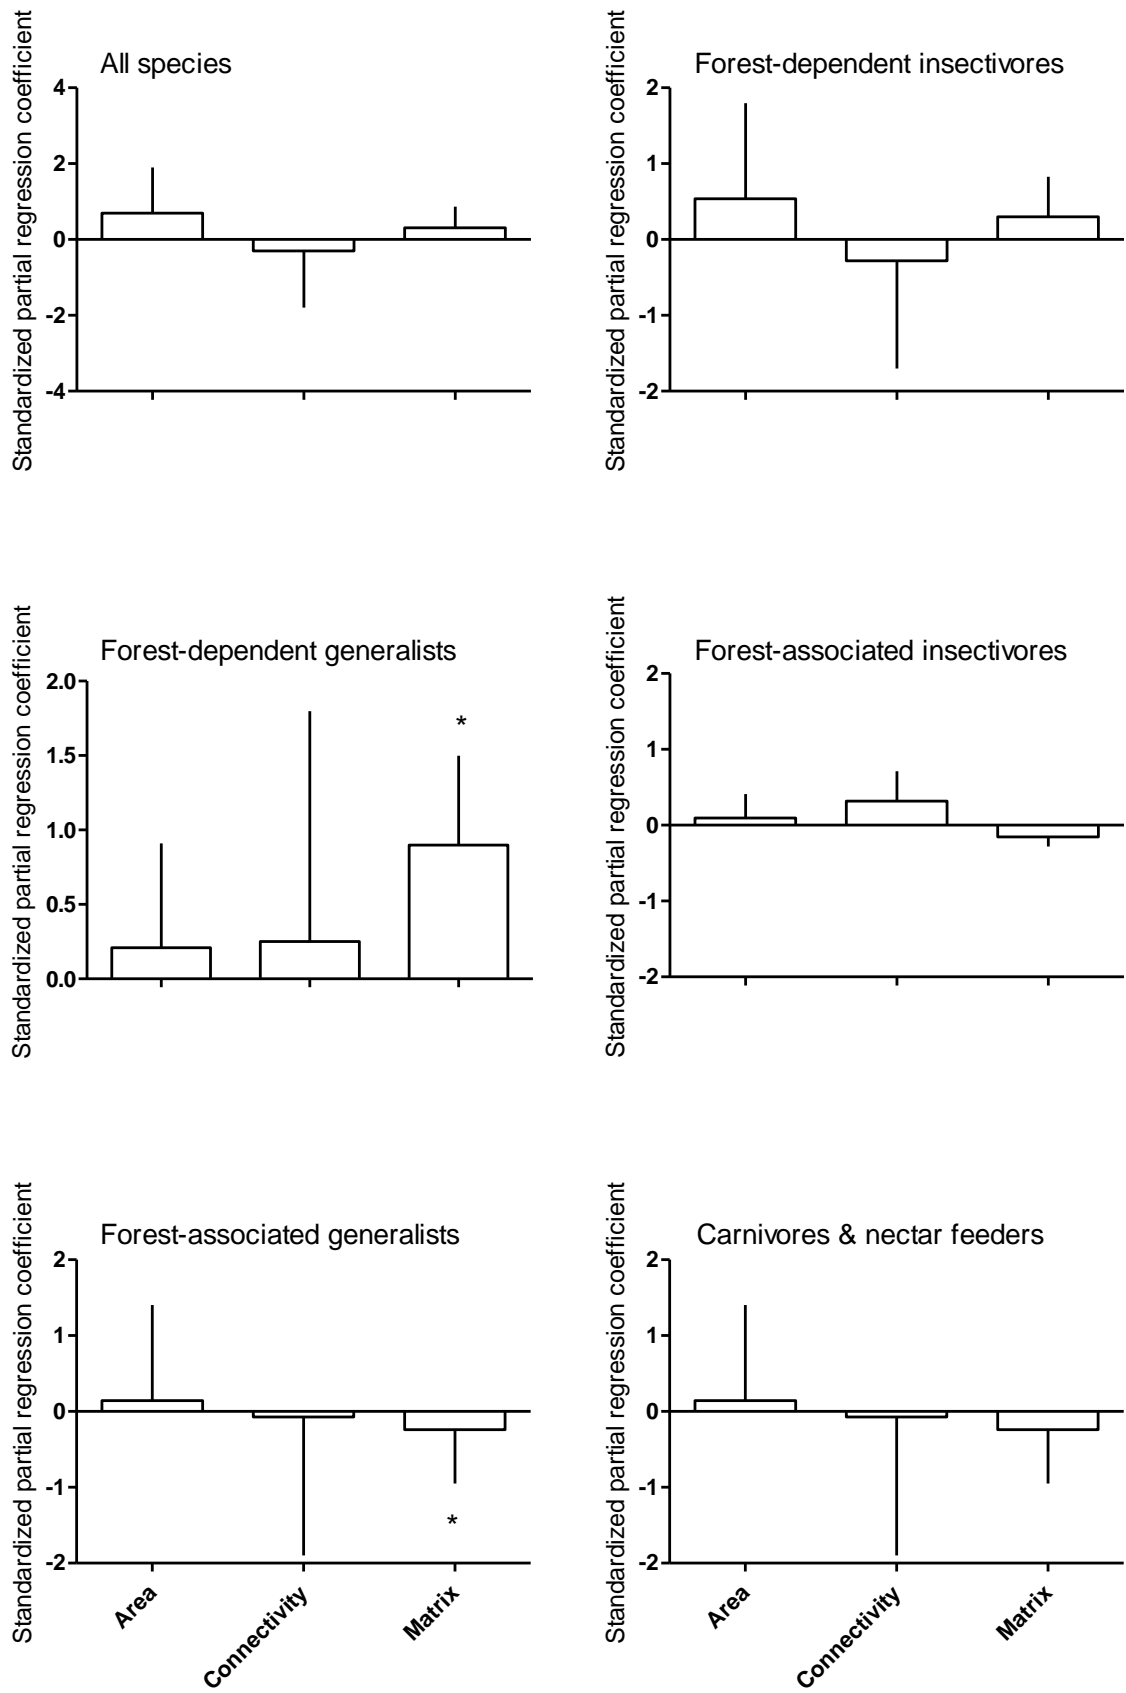 All species
Standardized partial regression coefficient
4
2
0
-2
-4
Forest-dependent insectivores
Standardized partial regression coefficient
2
1
0
-1
-2
Forest-dependent generalists
Standardized partial regression coefficient
2.0
1.5
1.0
0.5
0.0
*
Forest-associated insectivores
Standardized partial regression coefficient
2
1
0
-1
-2
Forest-associated generalists
Standardized partial regression coefficient
2
1
0
-1
-2
*
Area
Connectivity
Matrix
Carnivores & nectar feeders
Standardized partial regression coefficient
2
1
0
-1
-2
Area
Connectivity
Matrix